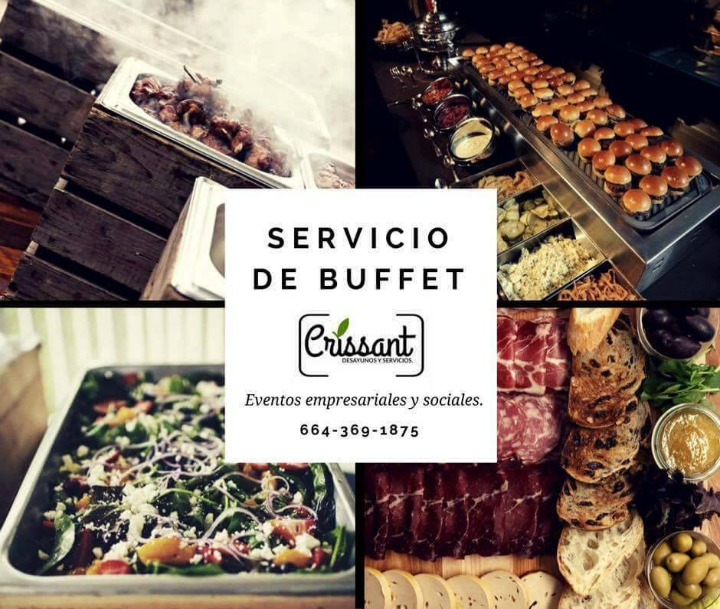 SERVICIO
DE BUFFET
Crissant
DESAYUNOS Y SERVICIOS.
Eventos empresariales y sociales.
664-369-1875